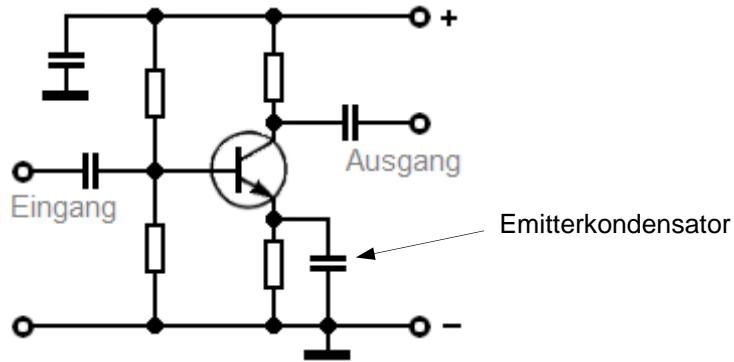 +
Ausgang
Eingang
Emitterkondensator
−